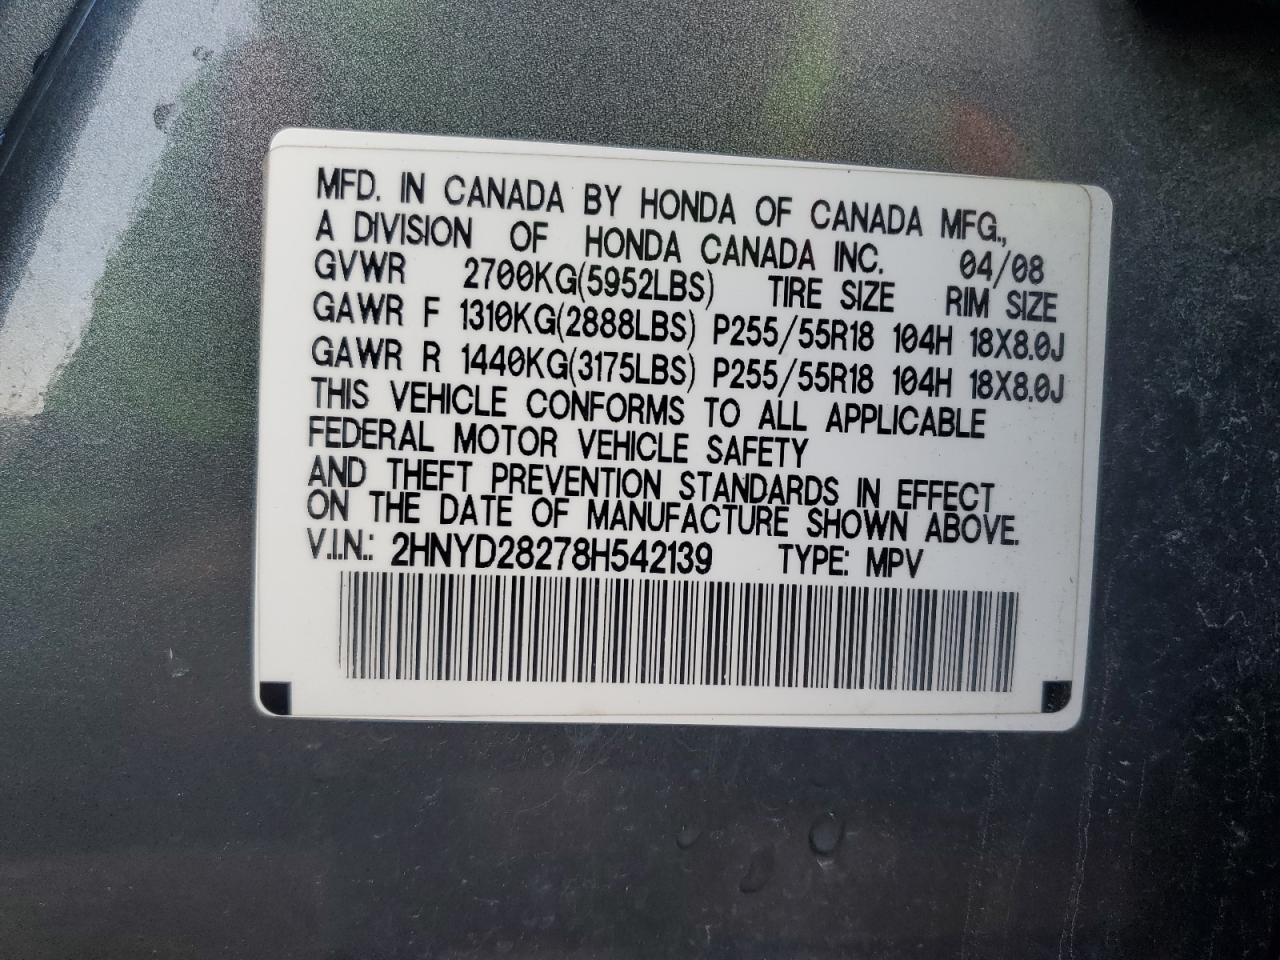 MFD. IN CANADA BY HONDA OF CANADA MFG.,
A DIVISION OF HONDA CANADA INC. 04/08
GVWR 2700KG(5952LBS) TIRE SIZE RIM SIZE
GAWR F 1310KG(2888LBS) P255/55R18 104H 18X8.0J
GAWR R 1440KG(3175LBS) P255/55R18 104H 18X8.0J
THIS VEHICLE CONFORMS TO ALL APPLICABLE
FEDERAL MOTOR VEHICLE SAFETY
AND THEFT PREVENTION STANDARDS IN EFFECT
ON THE DATE OF MANUFACTURE SHOWN ABOVE.
V.I.N.: 2HNYD28278H542139 TYPE: MPV